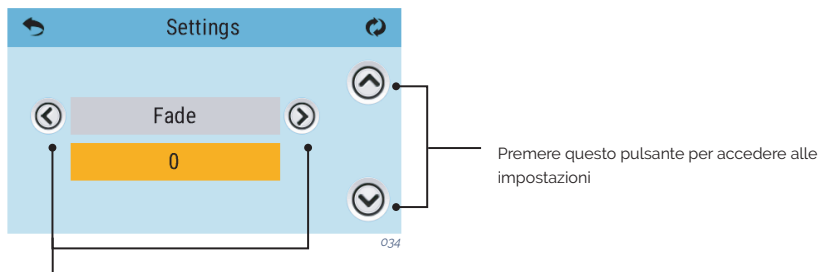 Settings
Fade
0
Premere questo pulsante per accedere alle
impostazioni
034